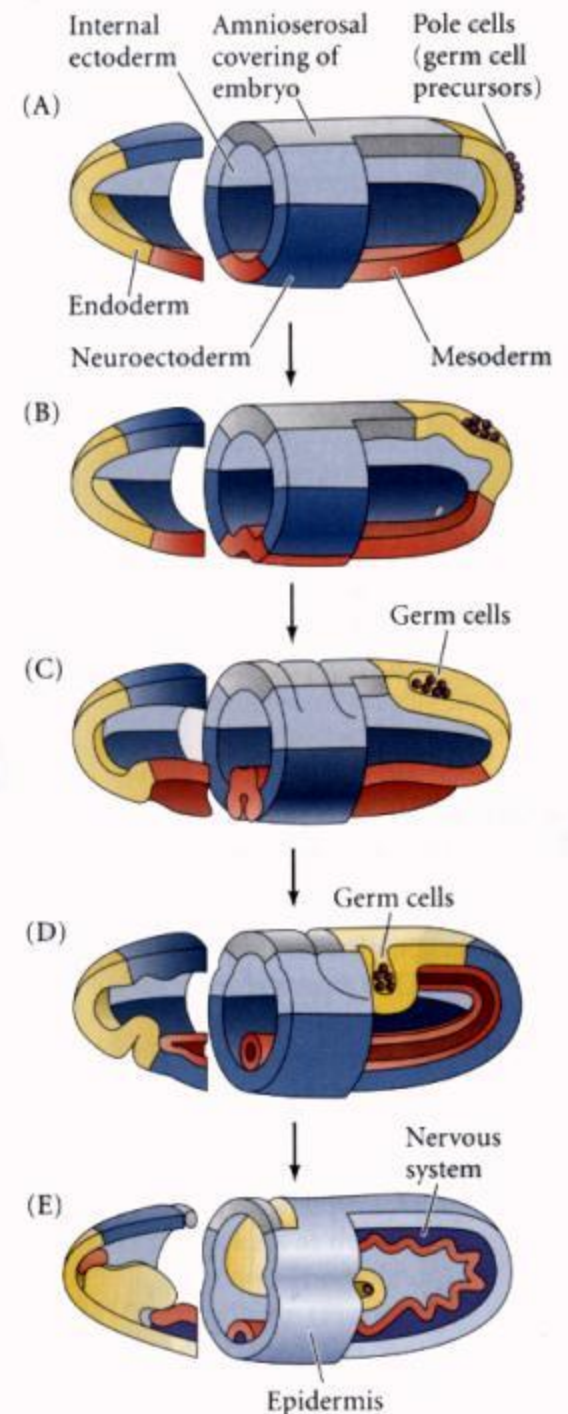 Internal
ectoderm
Amnioserosal
covering of
embryo
Pole cells
(germ cell
precursors)
(A)
Endoderm
Neuroectoderm
Mesoderm
(B)
Germ cells
(C)
Germ cells
(D)
Nervous
system
(E)
Epidermis